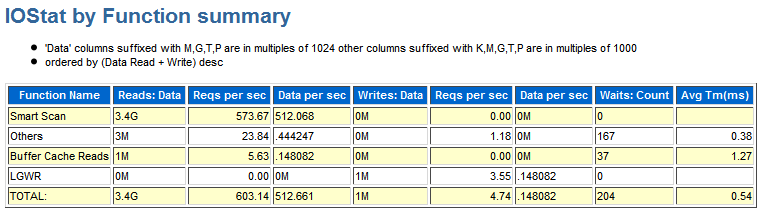 IOStat by Function summary
'Data' columns suffixed with M,G,T,P are in multiples of 1024 other columns suffixed with K,M,G,T,P are in multiples of 1000
ordered by (Data Read + Write) desc
Function Name Reads: Data Reqs per sec Data per sec Writes: Data Reqs per sec Data per sec Waits: Count Avg Tm(ms)
Smart Scan 3.4G 573.67 512.068 0M 0.00 0M 0
Others 3M 23.84 .444247 0M 1.18 0M 167 0.38
Buffer Cache Reads 1M 5.63 .148082 0M 0.00 0M 37 1.27
LGWR 0M 0.00 0M 1M 3.55 .148082 0
TOTAL: 3.4G 603.14 512.661 1M 4.74 .148082 204 0.54